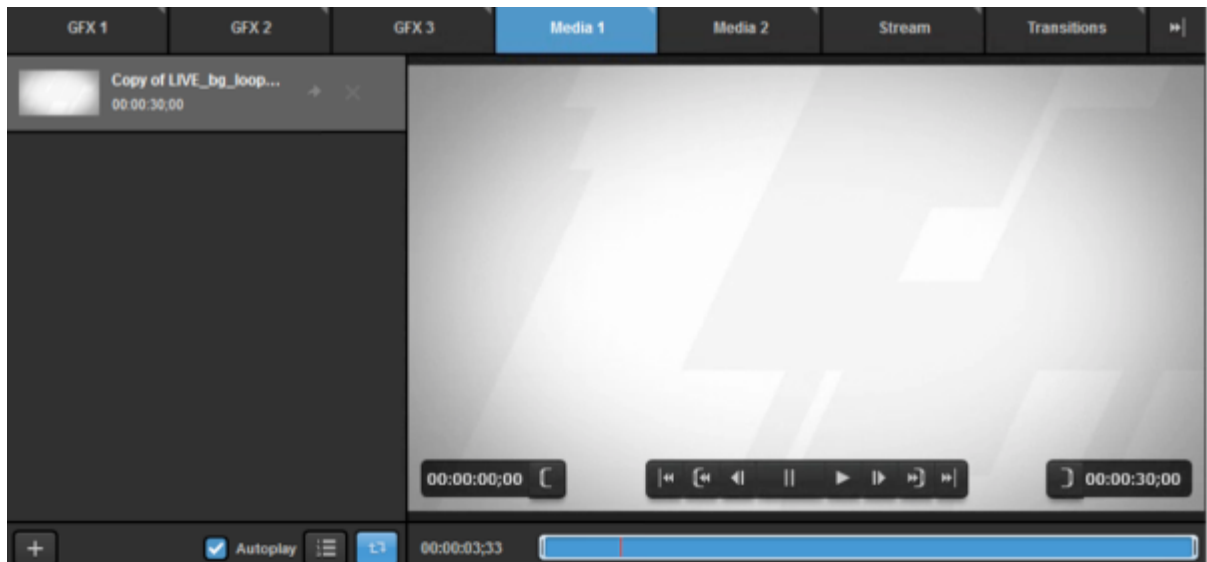 GFX 1
GFX 2
GFX 3
Media 1
Media 2
Stream
Transitions
Copy of LIVE_bg_loop...
00:00:30;00
00:00:00;00
00:00:30;00
Autoplay
00:00:03;33